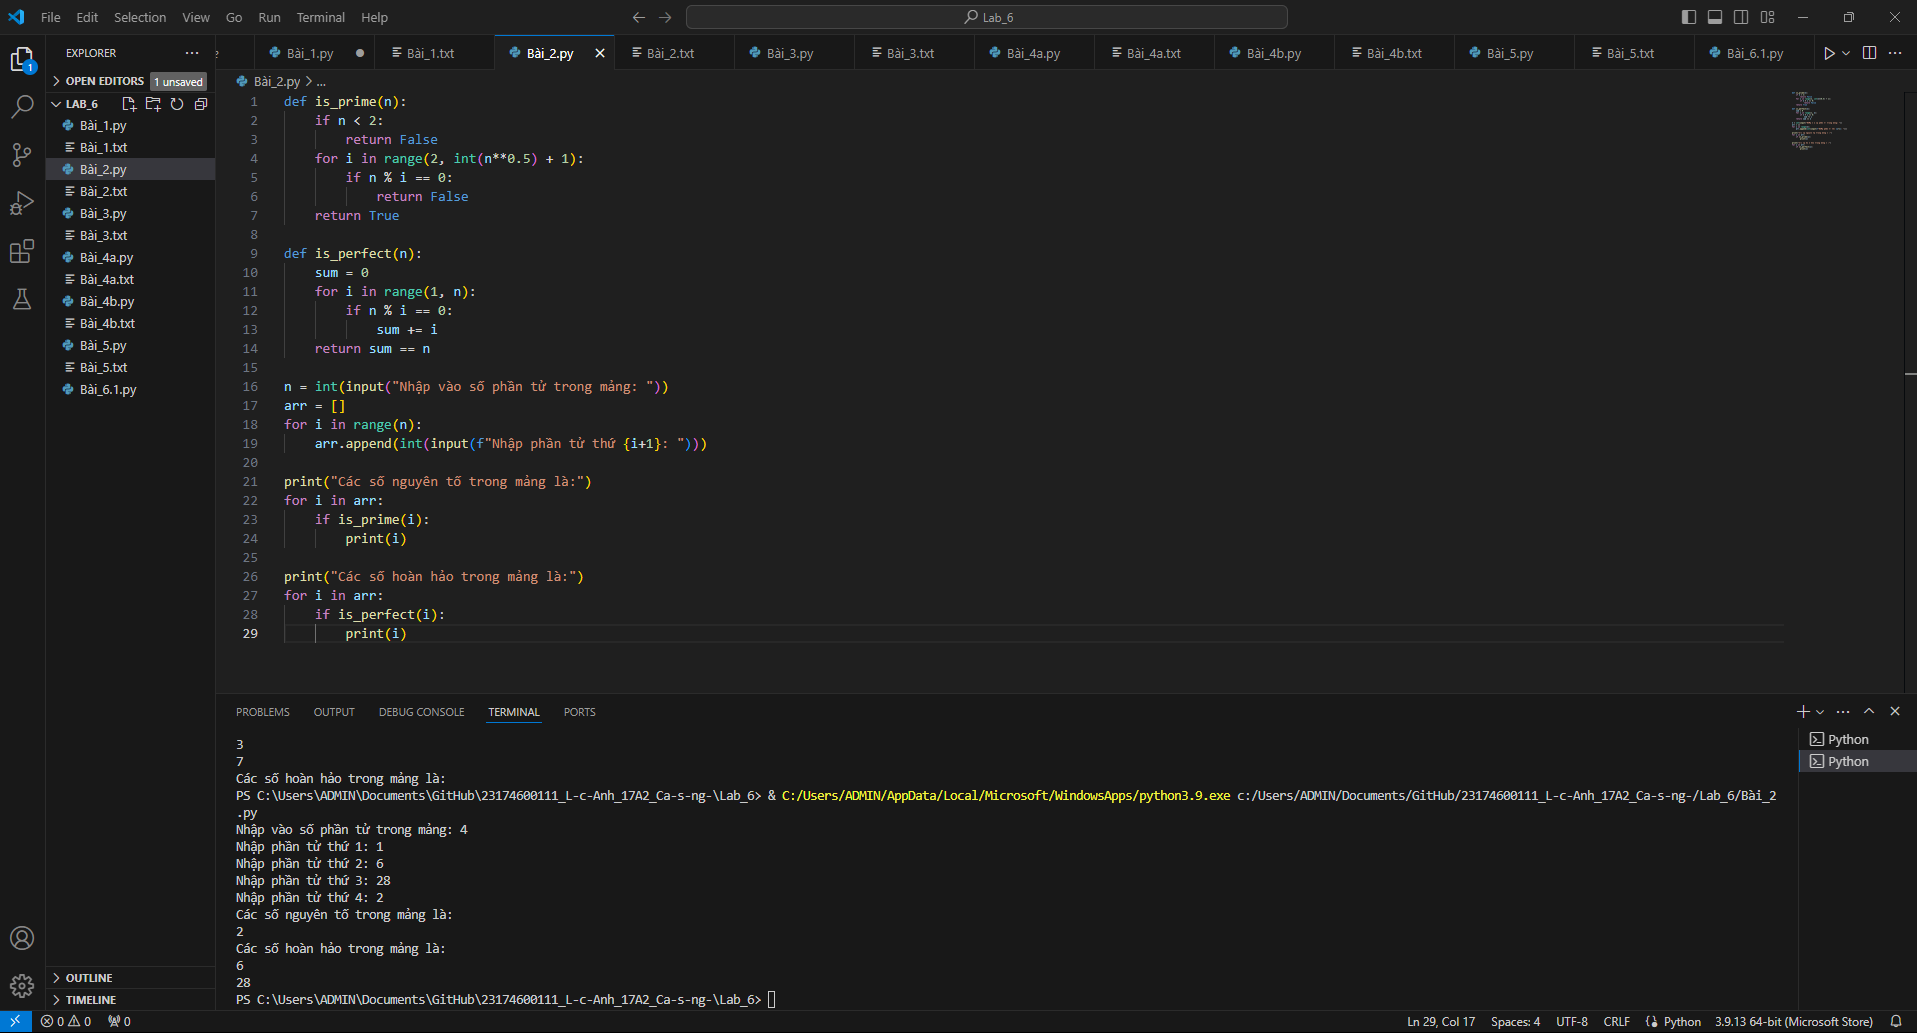 File Edit Selection View Go Run Terminal Help
Lab_6
EXPLORER
Bài_1.py
Bài_1.txt
Bài_2.py
Bài_2.txt
Bài_3.py
Bài_3.txt
Bài_4a.py
Bài_4a.txt
Bài_4b.py
Bài_4b.txt
Bài_5.py
Bài_5.txt
Bài_6.1.py
1
OPEN EDITORS 1 unsaved
LAB_6
Bài_1.py
Bài_1.txt
Bài_2.py
Bài_2.txt
Bài_3.py
Bài_3.txt
Bài_4a.py
Bài_4a.txt
Bài_4b.py
Bài_4b.txt
Bài_5.py
Bài_5.txt
Bài_6.1.py
OUTLINE
TIMELINE
Bài_2.py > ...
1 def is_prime(n):
2 if n < 2:
3 return False
4 for i in range(2, int(n**0.5) + 1):
5 if n % i == 0:
6 return False
7 return True
8
9 def is_perfect(n):
10 sum = 0
11 for i in range(1, n):
12 if n % i == 0:
13 sum += i
14 return sum == n
15
16 n = int(input("Nhập vào số phần tử trong mảng: "))
17 arr = []
18 for i in range(n):
19 arr.append(int(input(f"Nhập phần tử thứ {i+1}: ")))
20
21 print("Các số nguyên tố trong mảng là:")
22 for i in arr:
23 if is_prime(i):
24 print(i)
25
26 print("Các số hoàn hảo trong mảng là:")
27 for i in arr:
28 if is_perfect(i):
29 print(i)
PROBLEMS OUTPUT DEBUG CONSOLE TERMINAL PORTS
Python
Python
3
7
Các số hoàn hảo trong mảng là:
PS C:\Users\ADMIN\Documents\GitHub\23174600111_L-c-Anh_17A2_Ca-s-ng-\Lab_6> & C:/Users/ADMIN/AppData/Local/Microsoft/WindowsApps/python3.9.exe c:/Users/ADMIN/Documents/GitHub/23174600111_L-c-Anh_17A2_Ca-s-ng-/Lab_6/Bài_2
.py
Nhập vào số phần tử trong mảng: 4
Nhập phần tử thứ 1: 1
Nhập phần tử thứ 2: 6
Nhập phần tử thứ 3: 28
Nhập phần tử thứ 4: 2
Các số nguyên tố trong mảng là:
2
Các số hoàn hảo trong mảng là:
6
28
PS C:\Users\ADMIN\Documents\GitHub\23174600111_L-c-Anh_17A2_Ca-s-ng-\Lab_6>
0 0 0
Ln 29, Col 17 Spaces: 4 UTF-8 CRLF Python 3.9.13 64-bit (Microsoft Store)